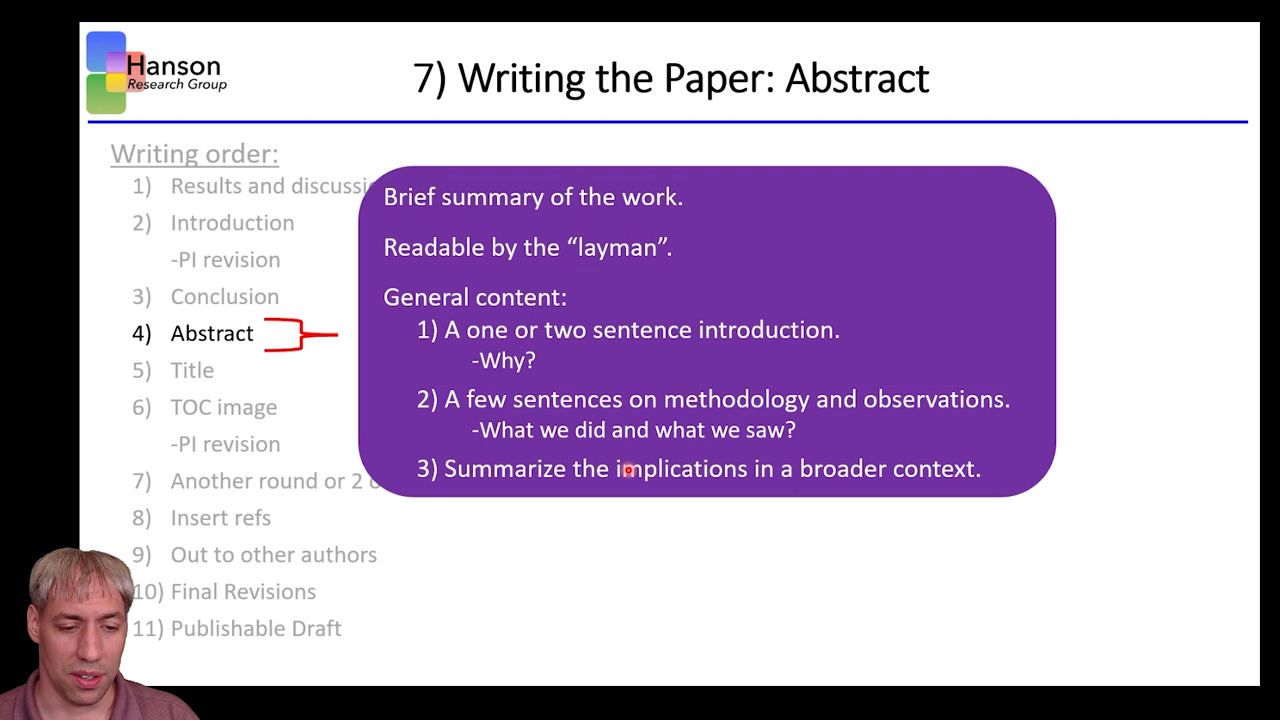 Hanson
Research Group
7) Writing the Paper: Abstract
Writing order:
1) Results and
2) Introduction
-PI revision
3) Conclusion
4) Abstract
5) Title
6) TOC image
-PI revision
7) Another round or 2
8) Insert refs
9) Out to other authors
10) Final Revisions
11) Publishable Draft
Brief summary of the work.
Readable by the “layman”.
General content:
1) A one or two sentence introduction.
-Why?
2) A few sentences on methodology and observations.
-What we did and what we saw?
3) Summarize the implications in a broader context.